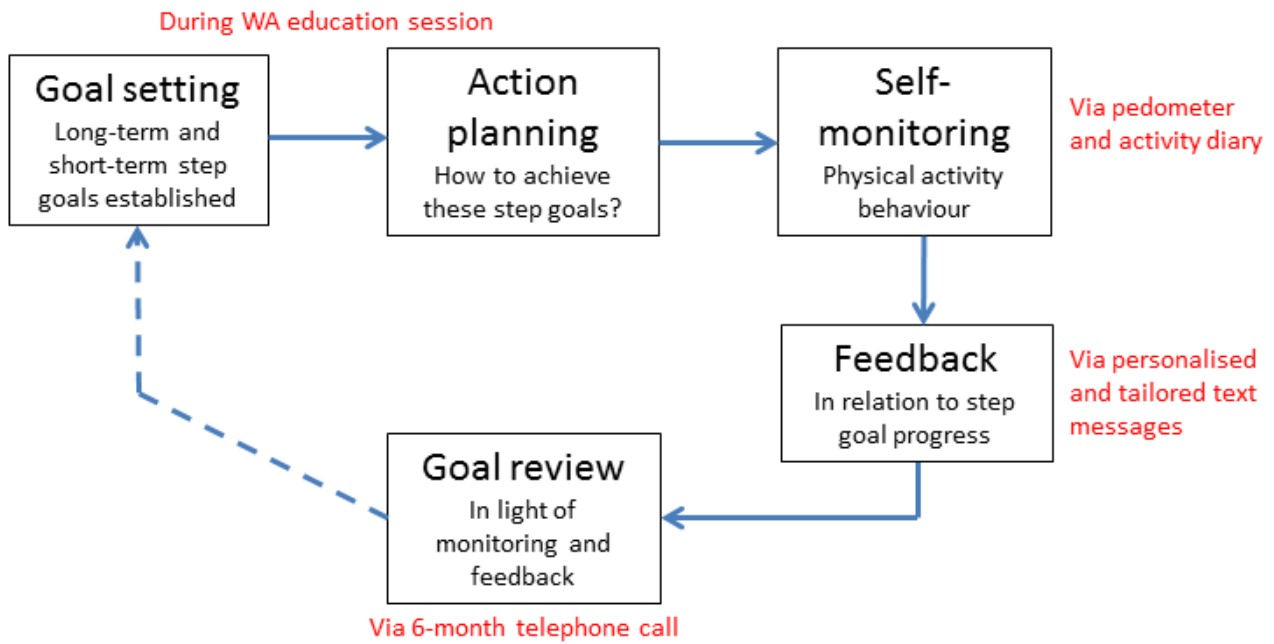 During WA education session
Goal setting
Long-term and
short-term step
goals established
Action
planning
How to achieve
these step goals?
Self-
monitoring
Physical activity
behaviour
Via pedometer
and activity diary
Feedback
In relation to step
goal progress
Via personalised
and tailored text
messages
Goal review
In light of
monitoring and
feedback
Via 6-month telephone call